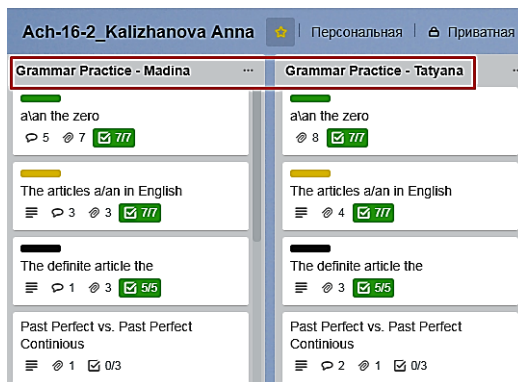 Ach-16-2_Kalizhanova Anna
Персональная
Приватная
Grammar Practice - Madina
a\an the zero
5 7 7/7
The articles a/an in English
3 3 7/7
The definite article the
1 3 5/5
Past Perfect vs. Past Perfect
Continious
1 0/3
Grammar Practice - Tatyana
a\an the zero
8 7/7
The articles a/an in English
4 7/7
The definite article the
3 5/5
Past Perfect vs. Past Perfect
Continious
2 1 0/3